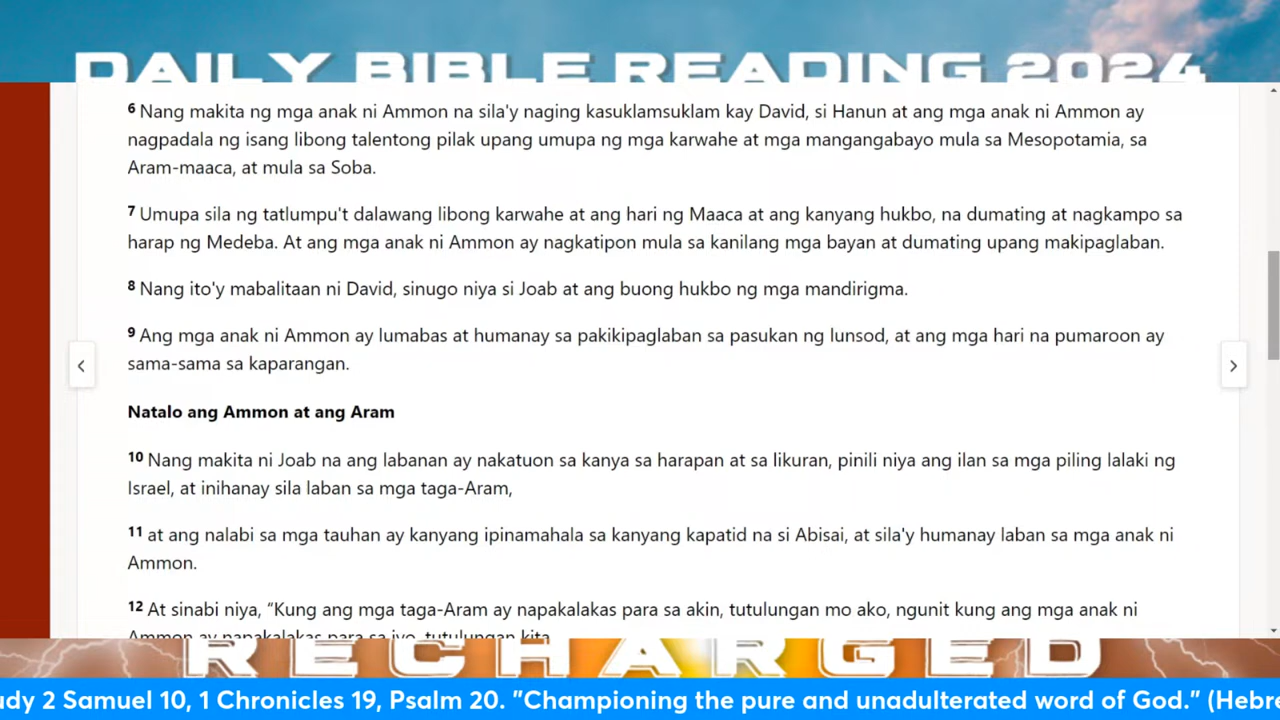 DAILY BIBLE READING 2024
6 Nang makita ng mga anak ni Ammon na sila'y naging kasuklamsuklam kay David, si Hanun at ang mga anak ni Ammon ay
nagpadala ng isang libong talentong pilak upang umupa ng mga karwahe at mga mangangabayo mula sa Mesopotamia, sa
Aram-maaca, at mula sa Soba.
7 Umupa sila ng tatlumpu't dalawang libong karwahe at ang hari ng Maaca at ang kanyang hukbo, na dumating at nagkampo sa
harap ng Medeba. At ang mga anak ni Ammon ay nagkatipon mula sa kanilang mga bayan at dumating upang makipaglaban.
8 Nang ito'y mabalitaan ni David, sinugo niya si Joab at ang buong hukbo ng mga mandirigma.
9 Ang mga anak ni Ammon ay lumabas at humanay sa pakikipaglaban sa pasukan ng lunsod, at ang mga hari na pumaroon ay
sama-sama sa kaparangan.
Natalo ang Ammon at ang Aram
10 Nang makita ni Joab na ang labanan ay nakatuon sa kanya sa harapan at sa likuran, pinili niya ang ilan sa mga piling lalaki ng
Israel, at inihanay sila laban sa mga taga-Aram,
11 at ang nalabi sa mga tauhan ay kanyang ipinamahala sa kanyang kapatid na si Abisai, at sila'y humanay laban sa mga anak ni
Ammon.
12 At sinabi niya, “Kung ang mga taga-Aram ay napakalakas para sa akin, tutulungan mo ako, ngunit kung ang mga anak ni
Ammon ay napakalakas para sa iyo, tutulungan kita
RECHARGED
udy 2 Samuel 10, 1 Chronicles 19, Psalm 20. ”Championing the pure and unadulterated word of God.” (Hebre